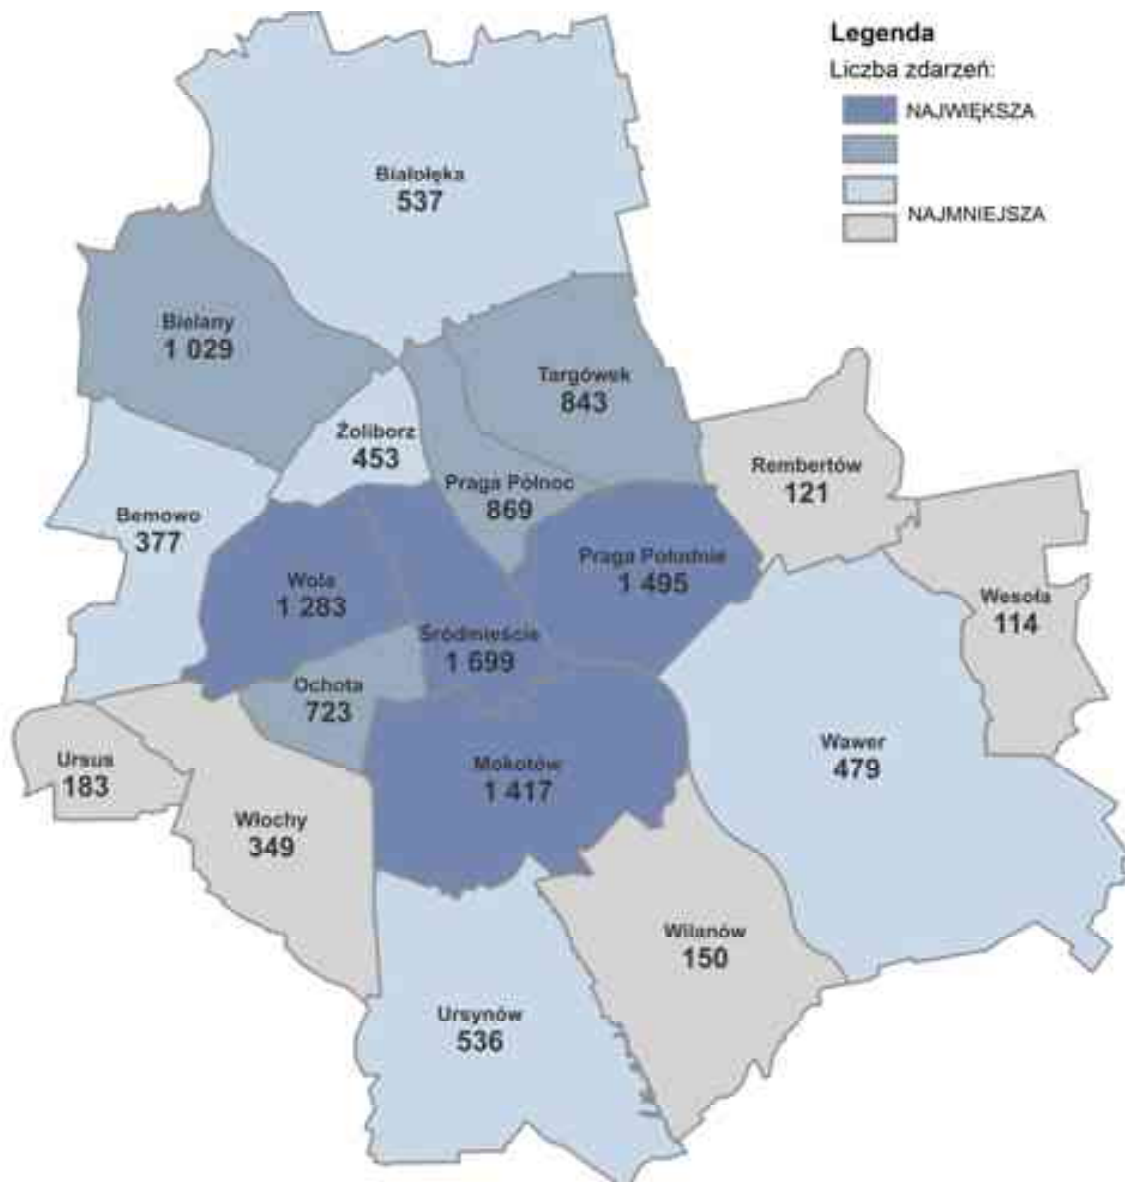 Legenda
Liczba zdarzeń:
NAJWIĘKSZA
NAJMNIEJSZA
Białołęka
537
Bielany
1 029
Targówek
843
Żoliborz
453
Praga Północ
869
Rembertów
121
Bemowo
377
Praga Południe
1 495
Wola
1 283
Wesoła
114
Śródmieście
1 699
Ochota
723
Wawer
479
Ursus
183
Mokotów
1 417
Włochy
349
Wilanów
150
Ursynów
536